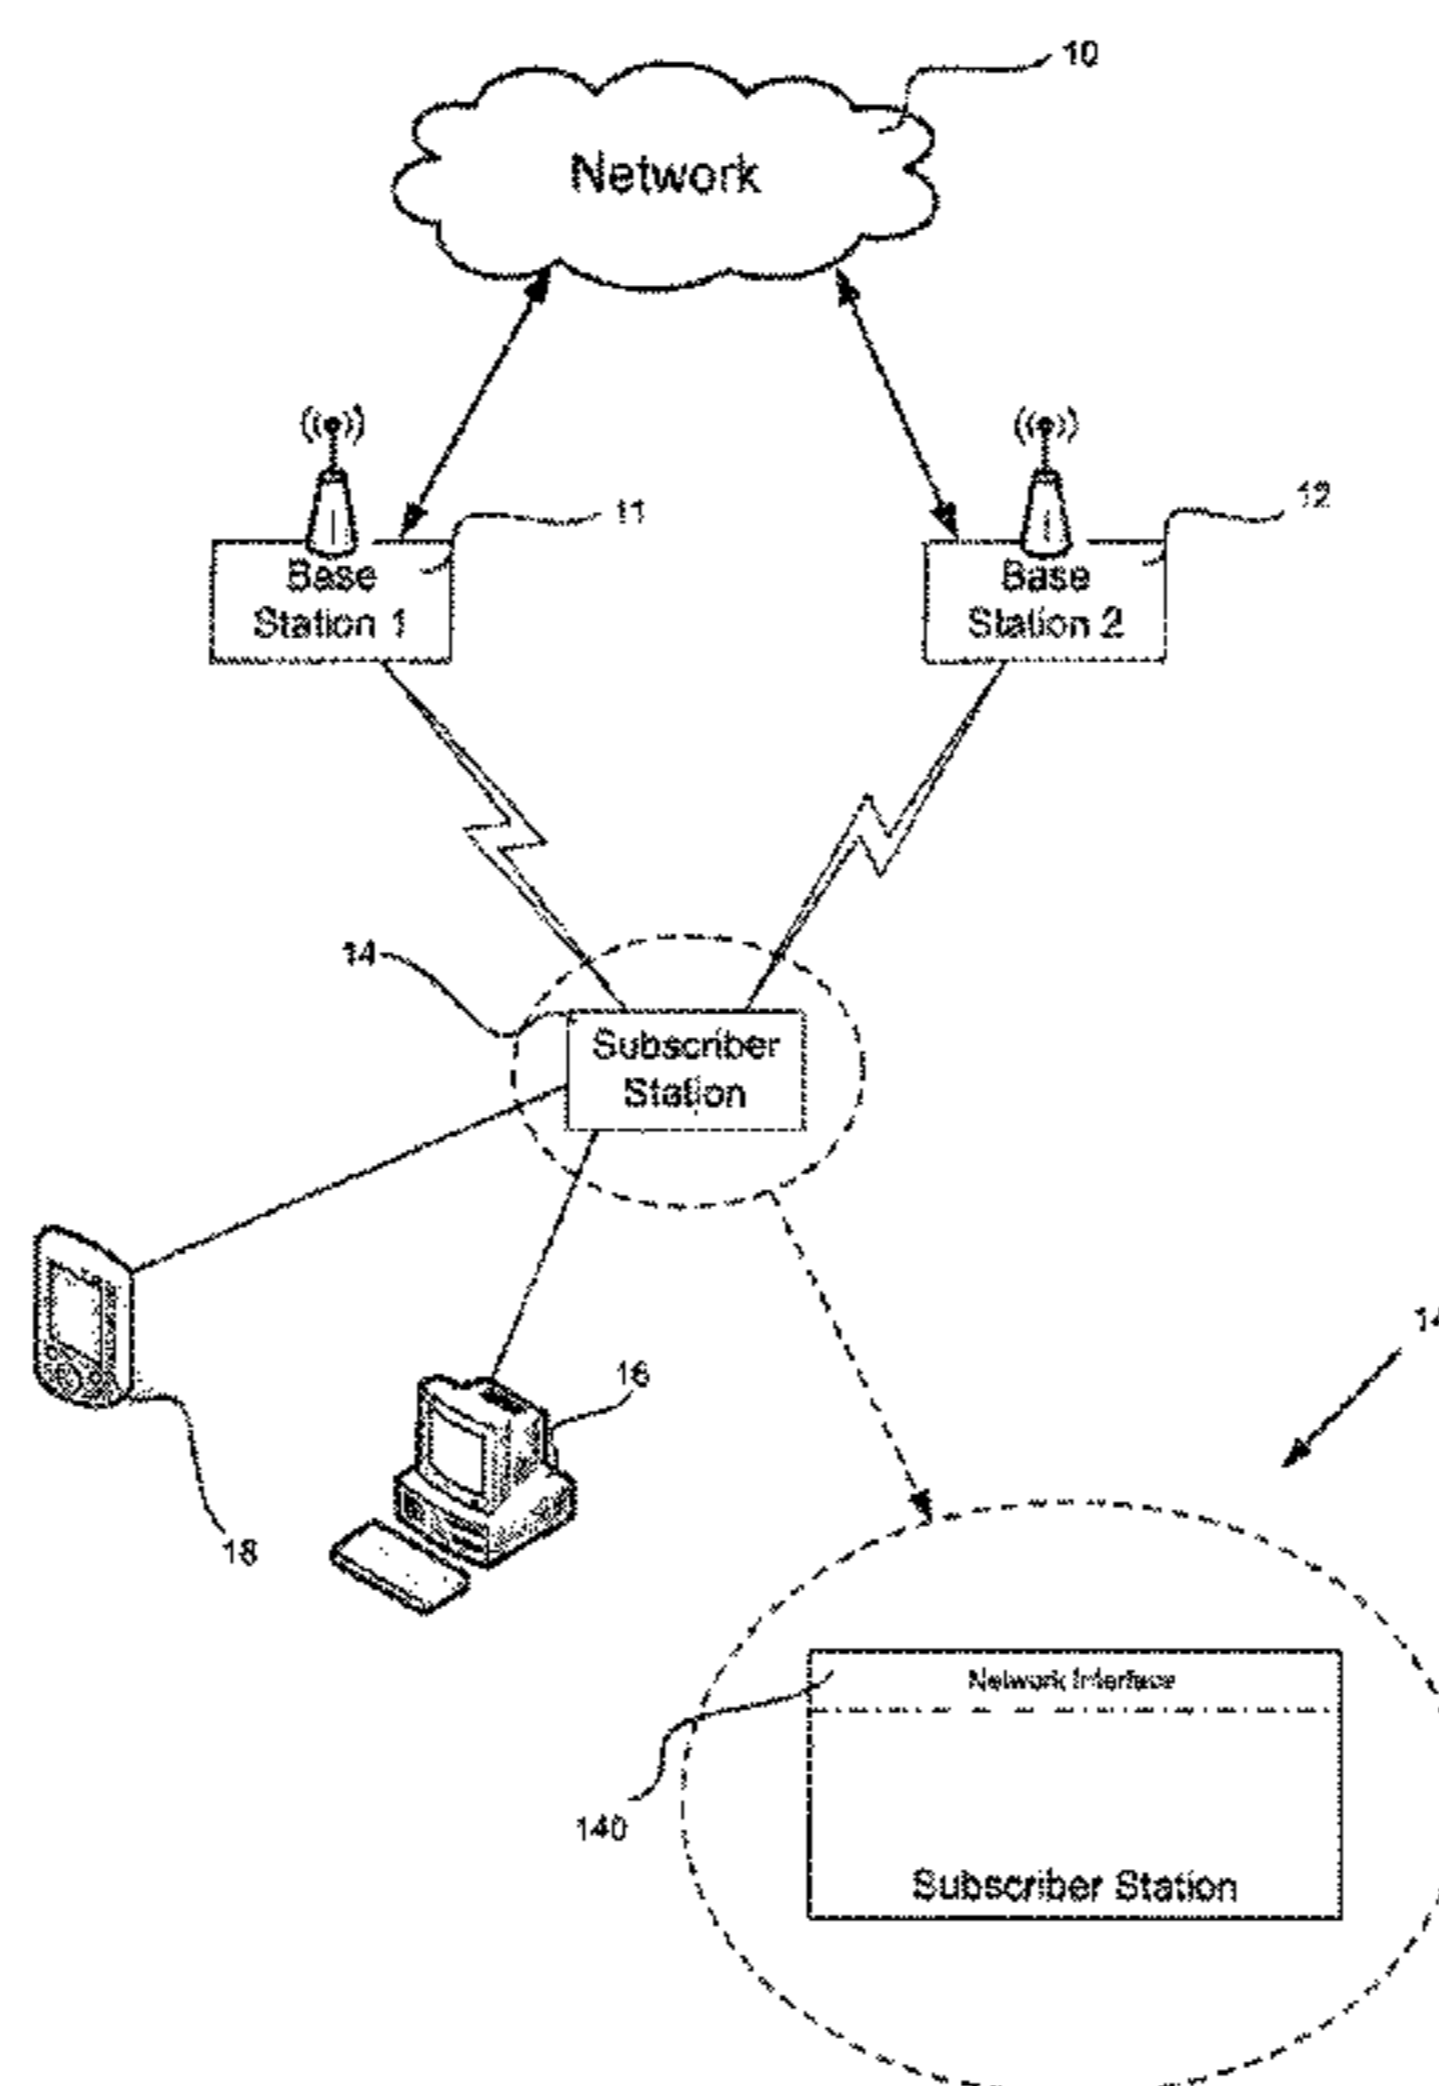 10
Network
11
12
Base
Station 1
Base
Station 2
14
Subscriber
Station
14
16
18
Network Interface
140
Subscriber Station